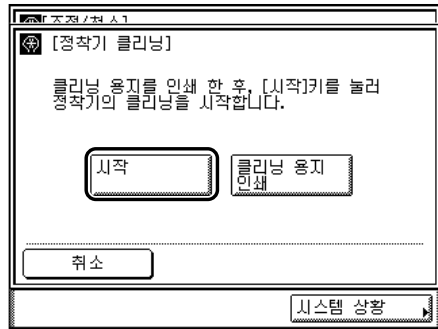 [정착기 클리닝]
클리닝 용지를 인쇄 한 후, [시작]키를 눌러
정착기의 클리닝을 시작합니다.
시작
클리닝 용지
인쇄
취소
시스템 상황